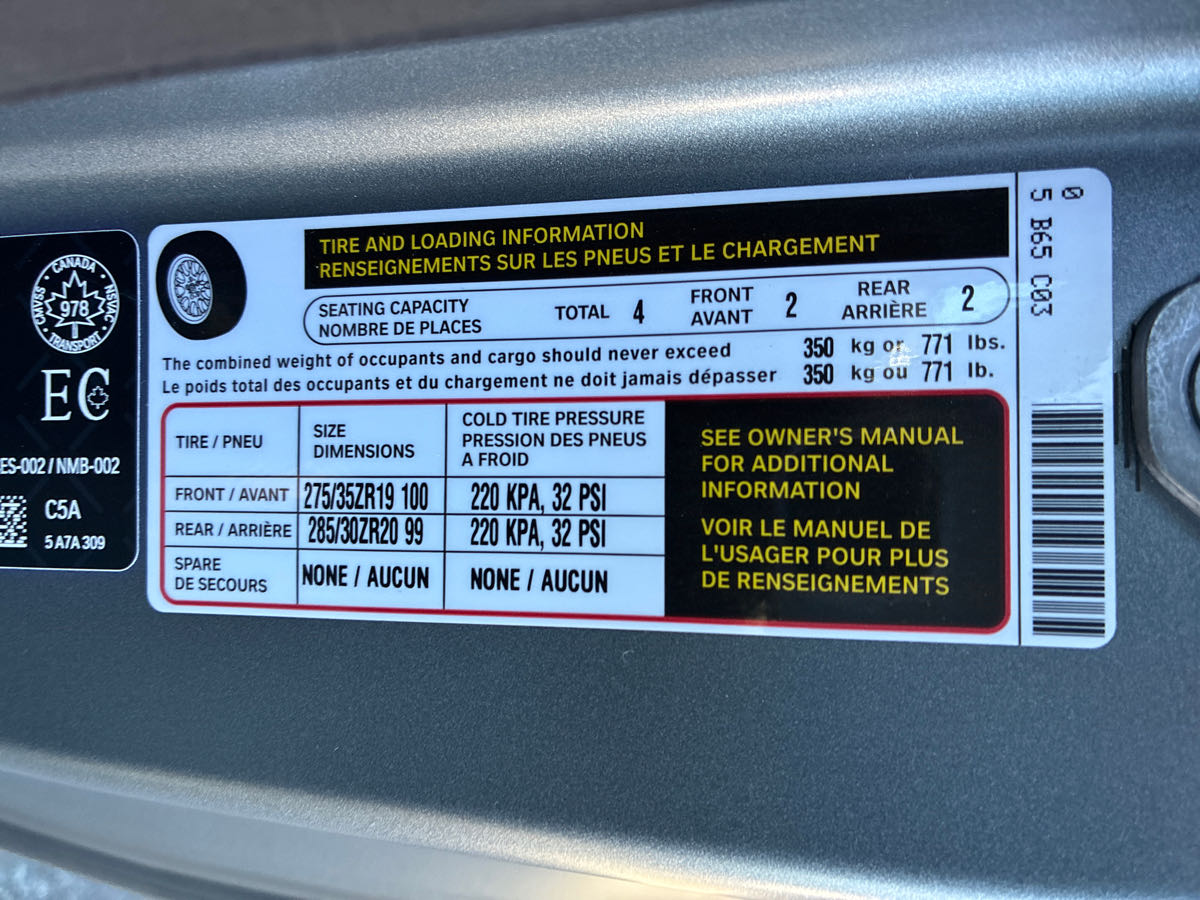 CANADA
CMVSS
NSVAC
978
TRANSPORT
EC
ES-002 / NMB-002
C5A
5 A7A 309
TIRE AND LOADING INFORMATION
RENSEIGNEMENTS SUR LES PNEUS ET LE CHARGEMENT
SEATING CAPACITY
NOMBRE DE PLACES
TOTAL 4
FRONT
AVANT
2
REAR
ARRIÈRE
2
The combined weight of occupants and cargo should never exceed 350 kg or 771 lbs.
Le poids total des occupants et du chargement ne doit jamais dépasser 350 kg ou 771 lb.
TIRE / PNEU
SIZE
DIMENSIONS
COLD TIRE PRESSURE
PRESSION DES PNEUS
A FROID
FRONT / AVANT 275/35ZR19 100 220 KPA, 32 PSI
REAR / ARRIÈRE 285/30ZR20 99 220 KPA, 32 PSI
SPARE
DE SECOURS
NONE / AUCUN NONE / AUCUN
SEE OWNER'S MANUAL
FOR ADDITIONAL
INFORMATION
VOIR LE MANUEL DE
L'USAGER POUR PLUS
DE RENSEIGNEMENTS
0
5 B65 C03